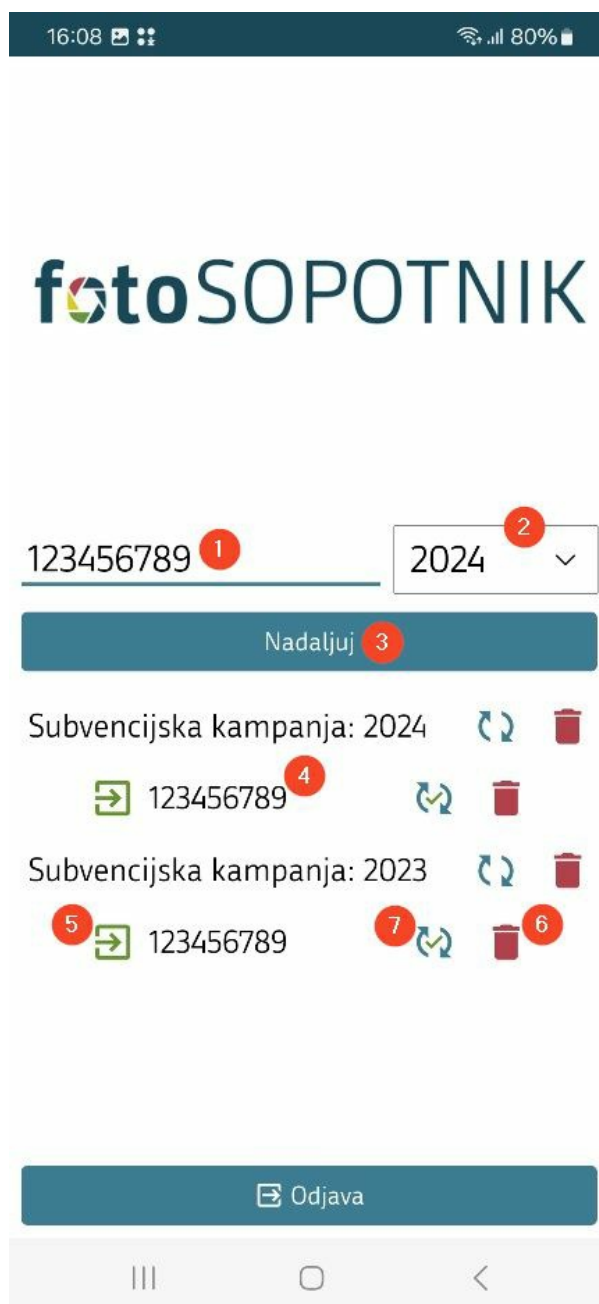 16:08 80%
fotoSOPOTNIK
123456789 1 2024 2
Nadaljuj 3
Subvencijska kampanja: 2024
123456789 4
Subvencijska kampanja: 2023
5 123456789 7 6
Odjava